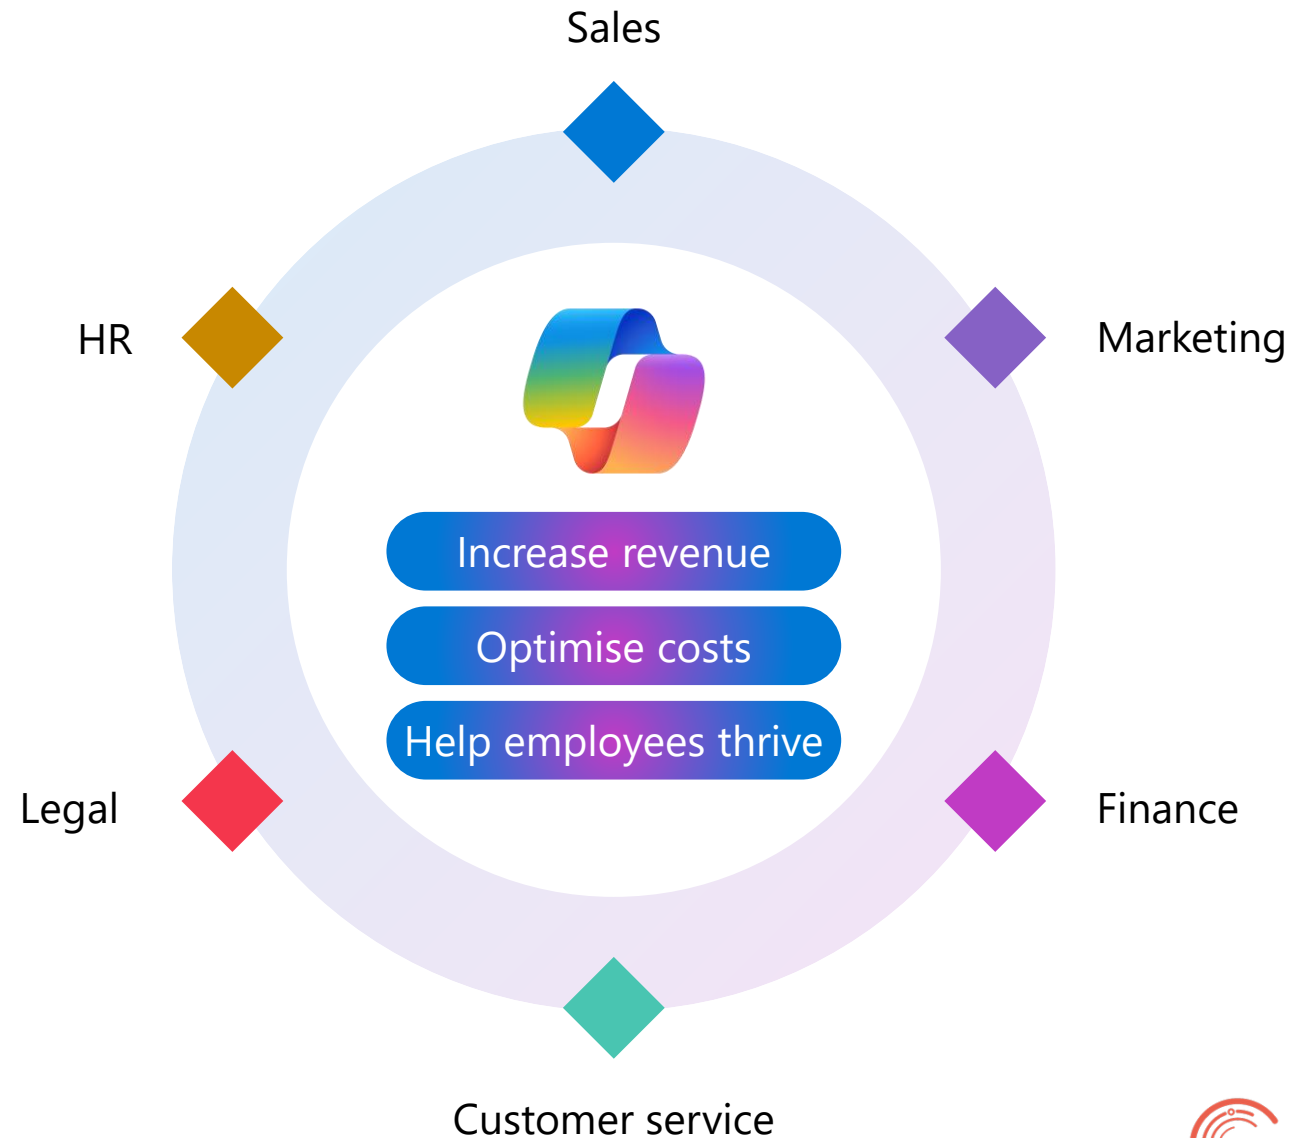 Sales
HR
Marketing
Increase revenue
Optimise costs
Help employees thrive
Legal
Finance
Customer service